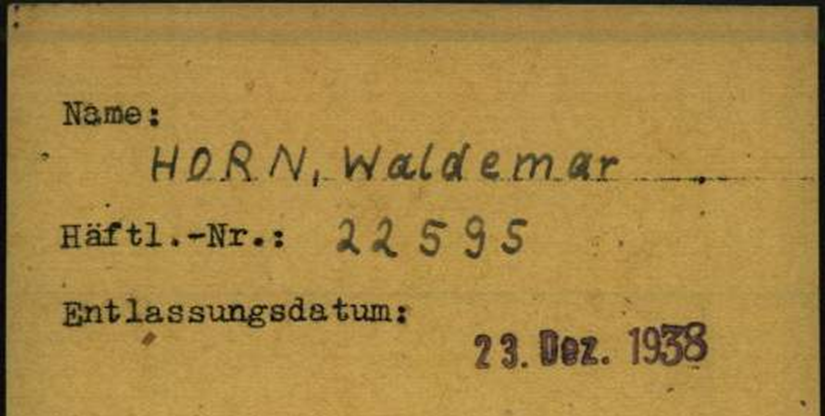 Name:
HORN, Waldemar
Häftl.-Nr.: 22595
Entlassungsdatum:
23. Dez. 1938